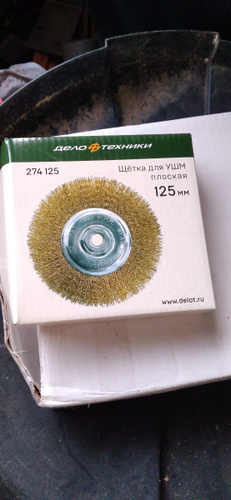 ДЕЛО ТЕХНИКИ
274 125
Щётка для УШМ
плоская
125 мм
www.delot.ru